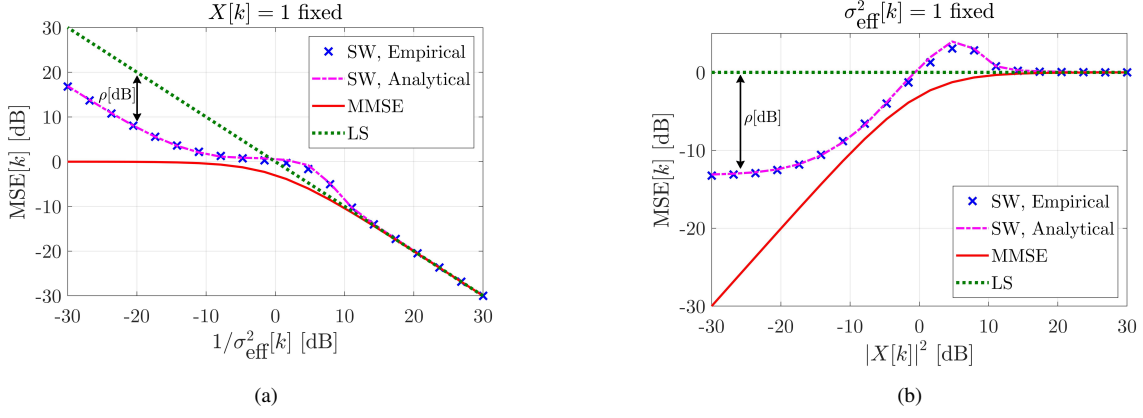 X[k] = 1 fixed
MSE[k] [dB]
30
20
10
0
-10
-20
-30
ρ[dB]
SW, Empirical
SW, Analytical
MMSE
LS
-30 -20 -10 0 10 20 30
1/σ²eff[k] [dB]
(a)
σ²eff[k] = 1 fixed
MSE[k] [dB]
0
-10
-20
-30
ρ[dB]
SW, Empirical
SW, Analytical
MMSE
LS
-30 -20 -10 0 10 20 30
|X[k]|² [dB]
(b)